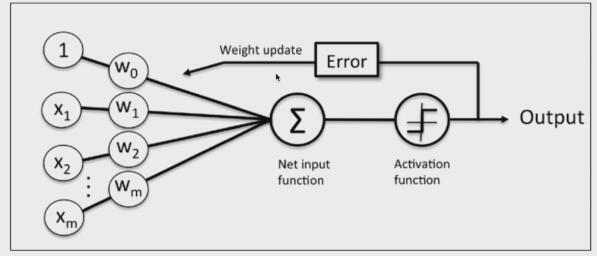 1
w0
x1
w1
x2
w2
⋮
xm
wm
Weight update
Error
Σ
Net input
function
Activation
function
Output